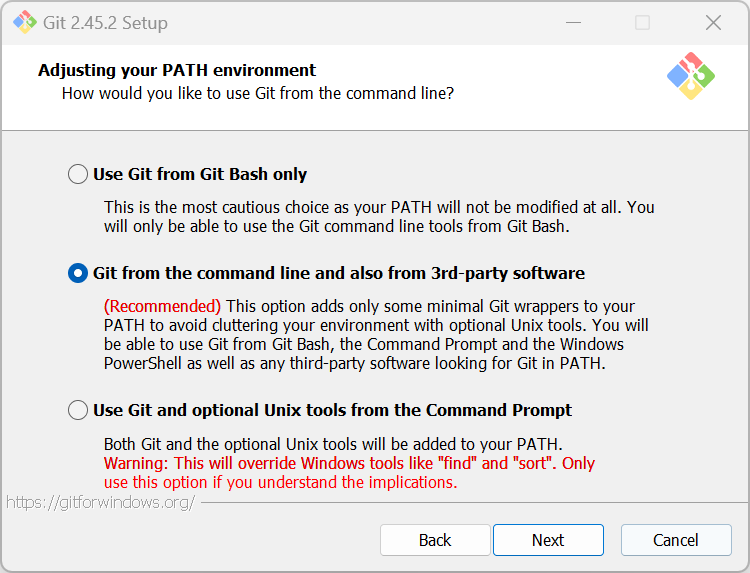 Git 2.45.2 Setup
Adjusting your PATH environment
How would you like to use Git from the command line?
Use Git from Git Bash only
This is the most cautious choice as your PATH will not be modified at all. You
will only be able to use the Git command line tools from Git Bash.
Git from the command line and also from 3rd-party software
(Recommended) This option adds only some minimal Git wrappers to your
PATH to avoid cluttering your environment with optional Unix tools. You will
be able to use Git from Git Bash, the Command Prompt and the Windows
PowerShell as well as any third-party software looking for Git in PATH.
Use Git and optional Unix tools from the Command Prompt
Both Git and the optional Unix tools will be added to your PATH.
Warning: This will override Windows tools like "find" and "sort". Only
use this option if you understand the implications.
https://gitforwindows.org/
Back Next Cancel